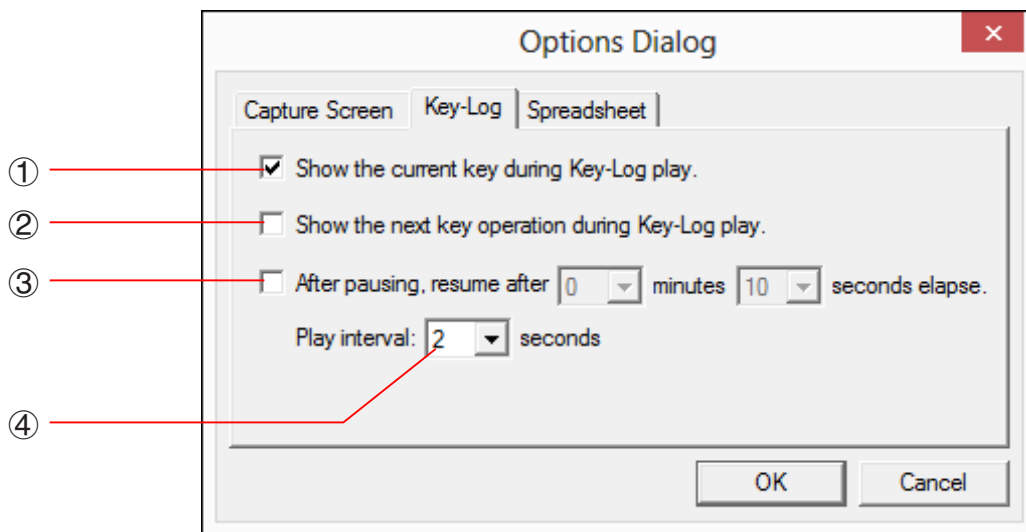 Options Dialog
Capture Screen Key-Log Spreadsheet
① Show the current key during Key-Log play.
② Show the next key operation during Key-Log play.
③ After pausing, resume after 0 minutes 10 seconds elapse.
Play interval: 2 seconds
④
OK Cancel